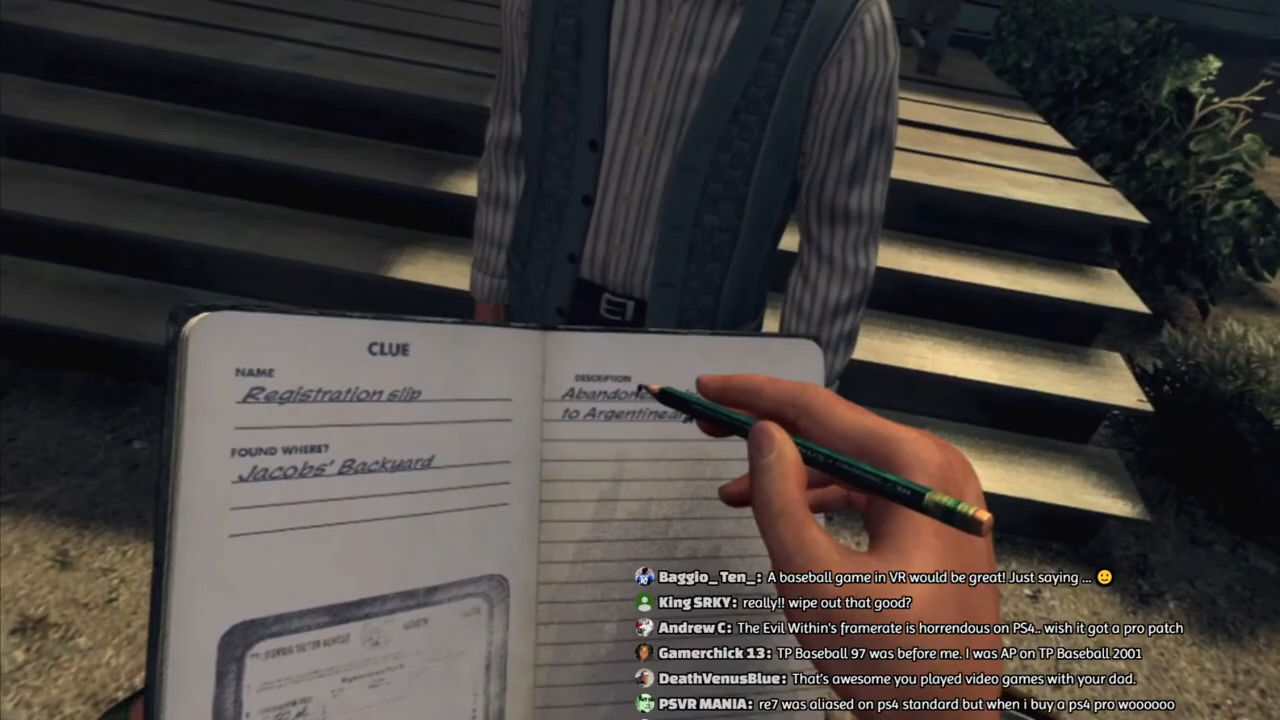 CLUE
NAME
Registration slip
FOUND WHERE?
Jacobs' Backyard
DESCRIPTION
to Argentine
Baggio_Ten_: A baseball game in VR would be great! Just saying ... 🙂
King SRKY: really!! wipe out that good?
Andrew C: The Evil Within's framerate is horrendous on PS4.. wish it got a pro patch
Gamerchick 13: TP Baseball 97 was before me. I was AP on TP Baseball 2001
DeathVenusBlue: That's awesome you played video games with your dad.
PSVR MANIA: re7 was aliased on ps4 standard but when i buy a ps4 pro woooooo